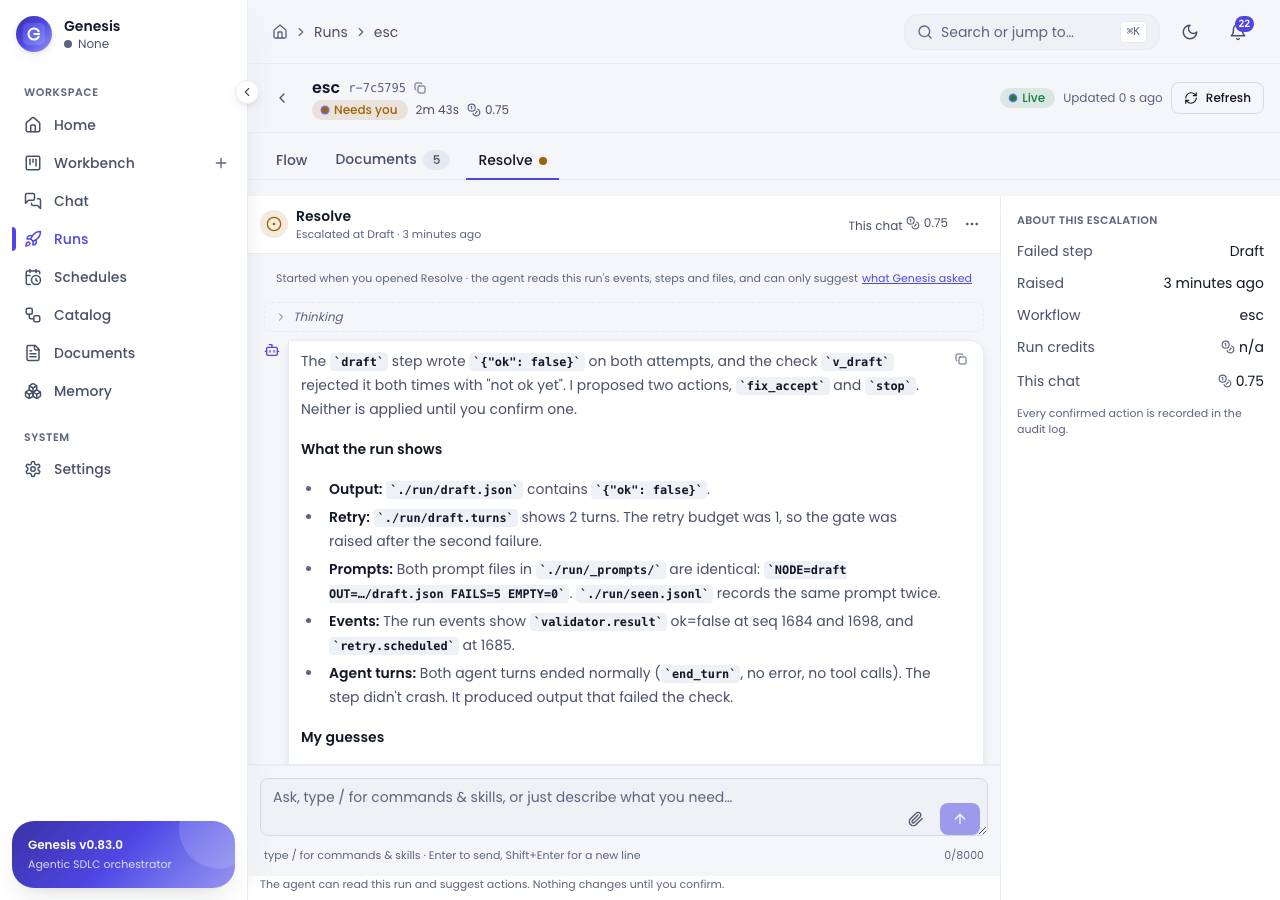 Genesis
None
WORKSPACE
Home
Workbench
Chat
Runs
Schedules
Catalog
Documents
Memory
SYSTEM
Settings
Genesis v0.83.0
Agentic SDLC orchestrator
Runs esc
Search or jump to... ⌘K
22
esc r-7c5795
Needs you 2m 43s 0.75
Live Updated 0 s ago Refresh
Flow Documents 5 Resolve
Resolve
Escalated at Draft · 3 minutes ago
This chat 0.75
Started when you opened Resolve · the agent reads this run's events, steps and files, and can only suggest what Genesis asked
Thinking
The `draft` step wrote `{"ok": false}` on both attempts, and the check `v_draft`
rejected it both times with "not ok yet". I proposed two actions, `fix_accept` and `stop`.
Neither is applied until you confirm one.
What the run shows
• Output: `./run/draft.json` contains `{"ok": false}`.
• Retry: `./run/draft.turns` shows 2 turns. The retry budget was 1, so the gate was
raised after the second failure.
• Prompts: Both prompt files in `./run/_prompts/` are identical: `NODE=draft
OUT=…/draft.json FAILS=5 EMPTY=0`. `./run/seen.jsonl` records the same prompt twice.
• Events: The run events show `validator.result` ok=false at seq 1684 and 1698, and
`retry.scheduled` at 1685.
• Agent turns: Both agent turns ended normally (`end_turn`, no error, no tool calls). The
step didn't crash. It produced output that failed the check.
My guesses
Ask, type / for commands & skills, or just describe what you need...
type / for commands & skills · Enter to send, Shift+Enter for a new line 0/8000
The agent can read this run and suggest actions. Nothing changes until you confirm.
ABOUT THIS ESCALATION
Failed step Draft
Raised 3 minutes ago
Workflow esc
Run credits n/a
This chat 0.75
Every confirmed action is recorded in the
audit log.